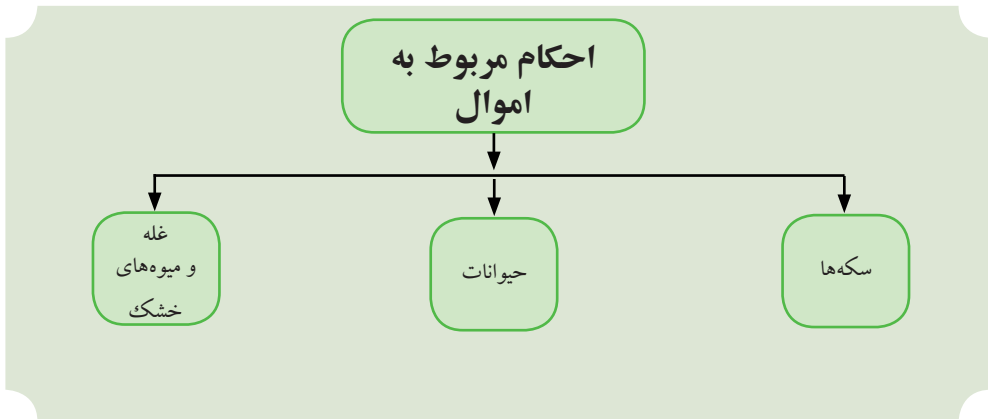 احکام مربوط به
اموال
سکه‌ها
حیوانات
غله
و میوه‌های
خشک